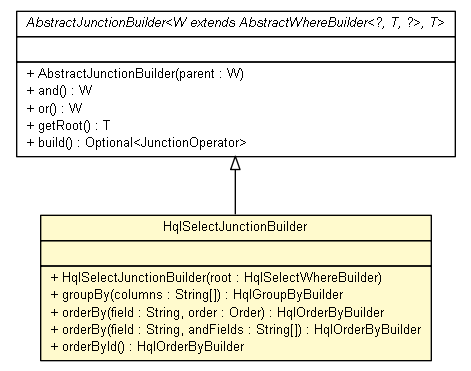 AbstractJunctionBuilder<W extends AbstractWhereBuilder<?, T, ?>, T>
+ AbstractJunctionBuilder(parent : W)
+ and() : W
+ or() : W
+ getRoot() : T
+ build() : Optional<JunctionOperator>
HqlSelectJunctionBuilder
+ HqlSelectJunctionBuilder(root : HqlSelectWhereBuilder)
+ groupBy(columns : String[]) : HqlGroupByBuilder
+ orderBy(field : String, order : Order) : HqlOrderByBuilder
+ orderBy(field : String, andFields : String[]) : HqlOrderByBuilder
+ orderById() : HqlOrderByBuilder